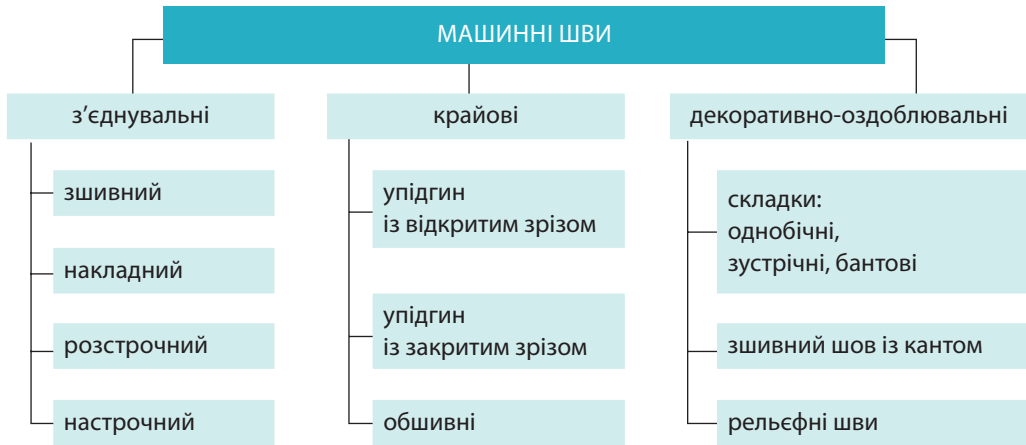 МАШИННІ ШВИ
з’єднувальні
зшивний
накладний
розстрочний
настрочний
крайові
упідгин
із відкритим зрізом
упідгин
із закритим зрізом
обшивні
декоративно-оздоблювальні
складки:
однобічні,
зустрічні, бантові
зшивний шов із кантом
рельєфні шви